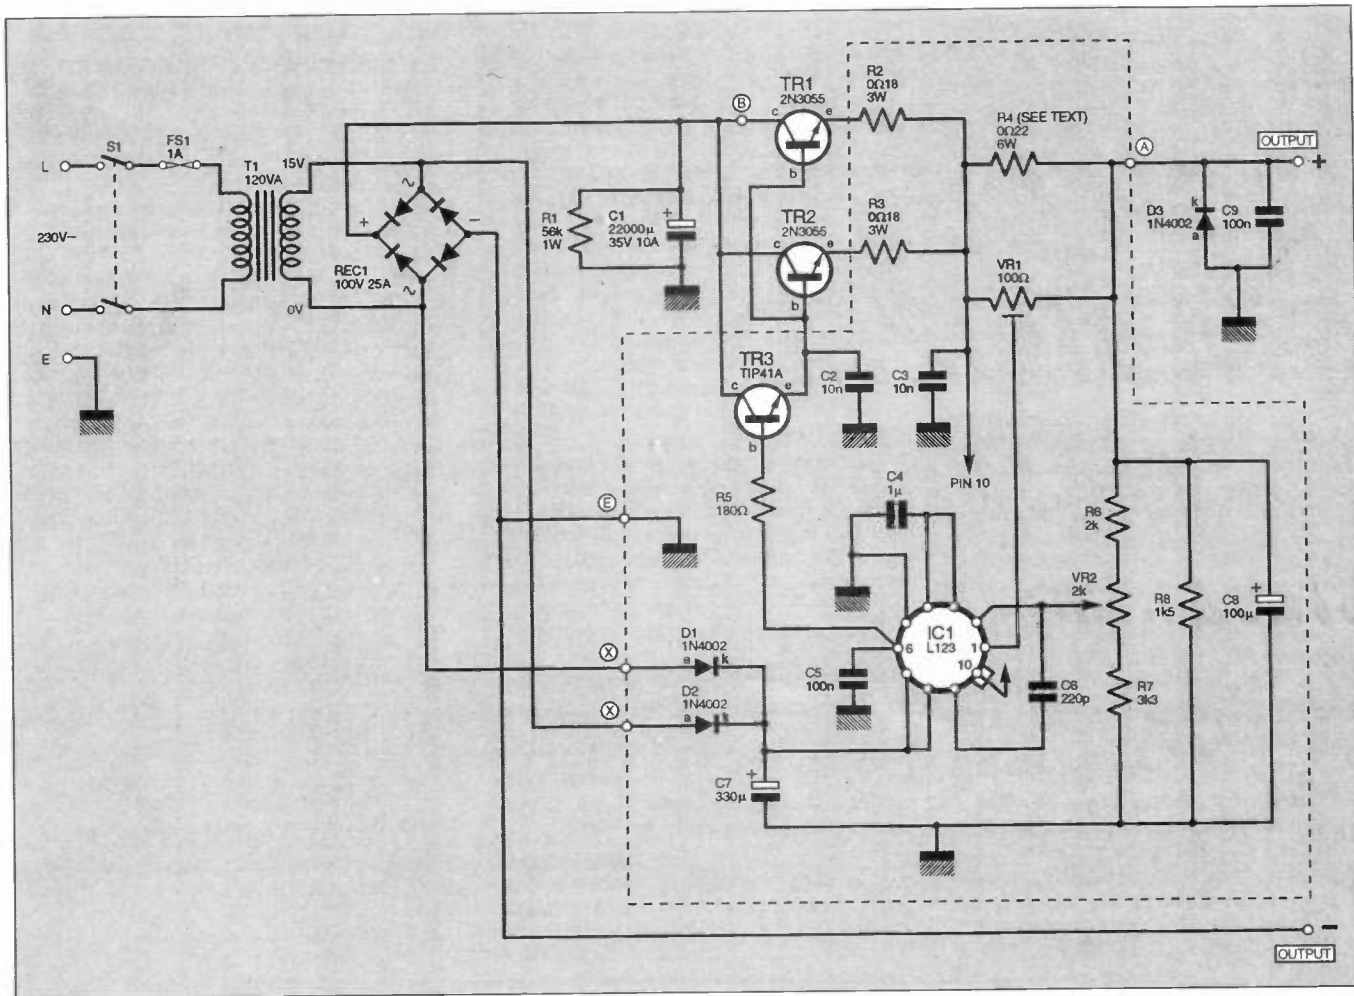 L
S1
FS1
1A
T1
120VA
15V
0V
230V~
N
E
+
~
−
~
REC1
100V 25A
R1
56k
1W
C1
22000µ
35V 10A
+
B
TR1
2N3055
c
e
b
R2
0Ω18
3W
TR2
2N3055
c
e
b
R3
0Ω18
3W
R4 (SEE TEXT)
0Ω22
6W
A
OUTPUT
+
D3
1N4002
k
a
C9
100n
VR1
100Ω
TR3
TIP41A
c
e
b
C2
10n
C3
10n
PIN 10
R5
180Ω
C4
1µ
E
R6
2k
VR2
2k
R8
1k5
C8
100µ
+
IC1
L123
6
1
10
X
D1
1N4002
a
k
C5
100n
C6
220p
R7
3k3
X
D2
1N4002
a
k
C7
330µ
+
−
OUTPUT